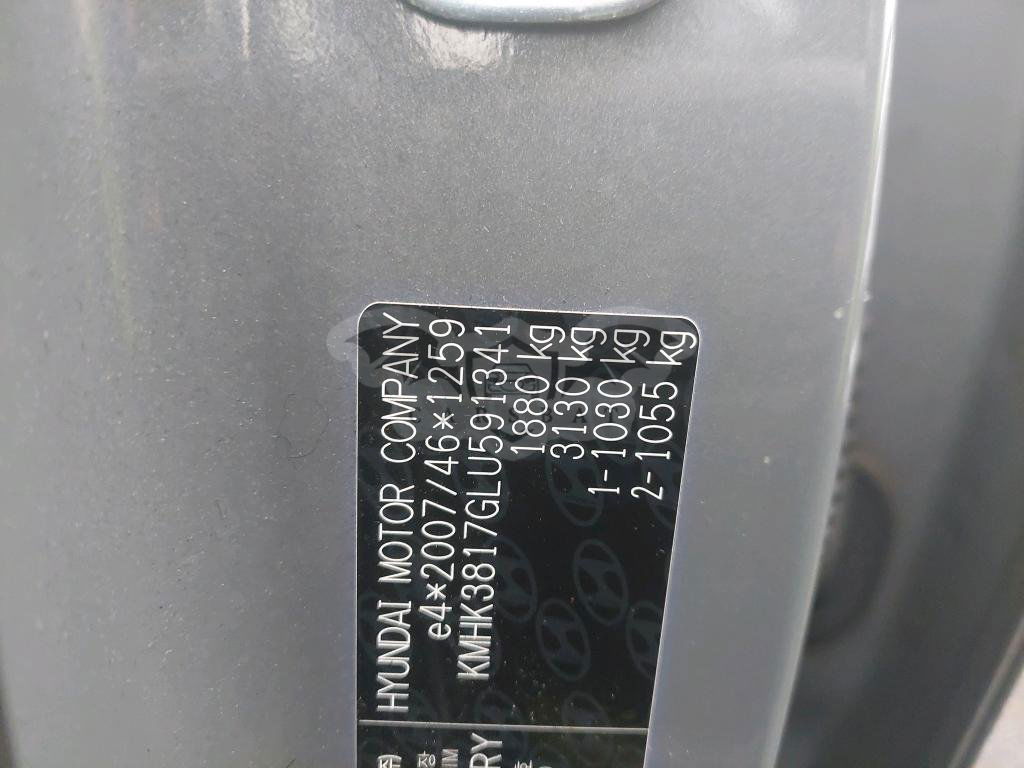 HYUNDAI MOTOR COMPANY
e4*2007/46*1259
KMHK3817GLU591341
1880 kg
3130 kg
1-1030 kg
2-1055 kg